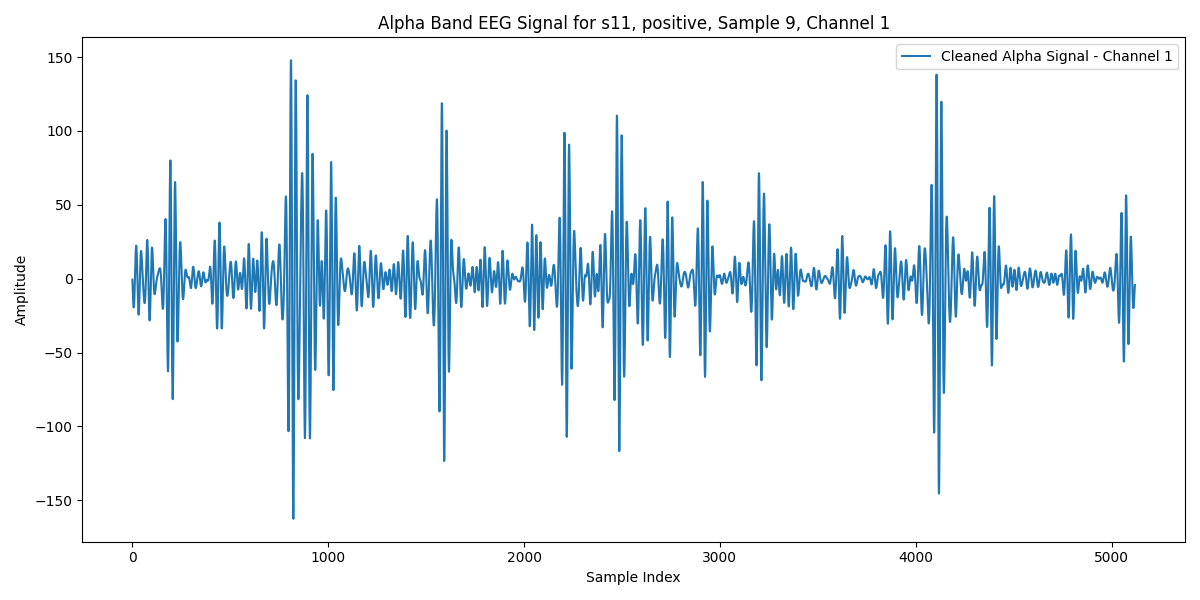 Alpha Band EEG Signal for s11, positive, Sample 9, Channel 1
Cleaned Alpha Signal - Channel 1
150
100
50
0
−50
−100
−150
Amplitude
0 1000 2000 3000 4000 5000
Sample Index